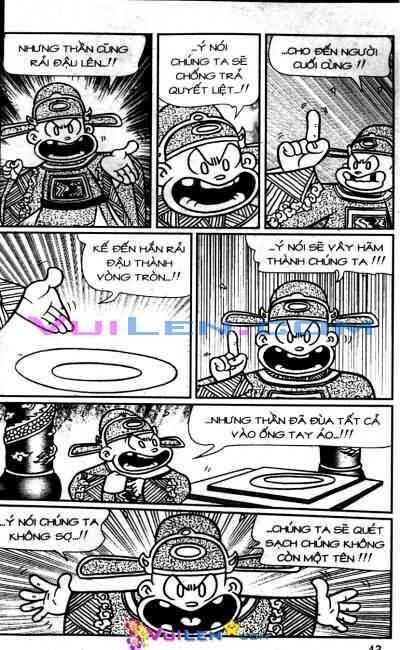 NHƯNG THẦN CŨNG
RẢI ĐẬU LÊN...!!
...Ý NÓI
CHÚNG TA SẼ
CHỐNG TRẢ
QUYẾT LIỆT...!!
...CHO ĐẾN NGƯỜI
CUỐI CÙNG !!
KẾ ĐẾN HẮN RẢI
ĐẬU THÀNH
VÒNG TRÒN...!!
...Ý NÓI SẼ VÂY HÃM
THÀNH CHÚNG TA !!!
VUILEN.COM
...NHƯNG THẦN ĐÃ ĐÙA TẤT CẢ
VÀO ỐNG TAY ÁO...!!!
...Ý NÓI CHÚNG TA
KHÔNG SỢ...
...CHÚNG TA SẼ QUÉT
SẠCH CHÚNG KHÔNG
CÒN MỘT TÊN !!!
VUILEN
43